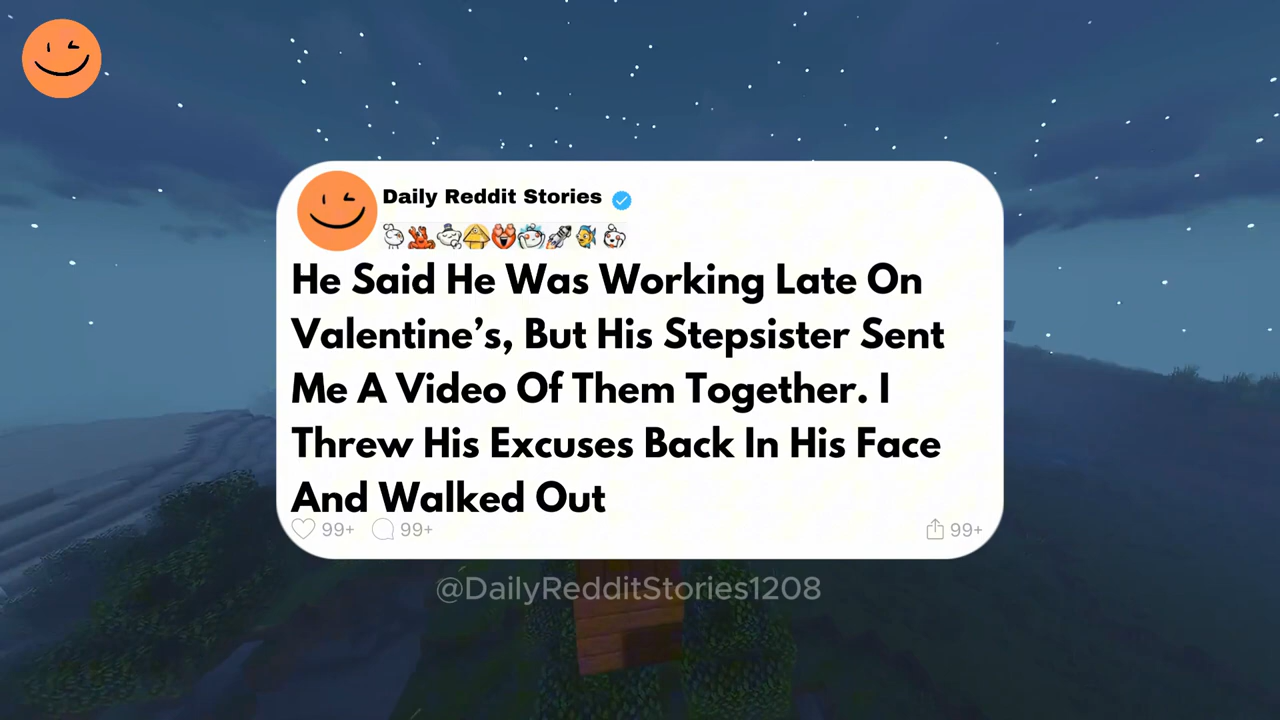 Daily Reddit Stories
He Said He Was Working Late On
Valentine’s, But His Stepsister Sent
Me A Video Of Them Together. I
Threw His Excuses Back In His Face
And Walked Out
99+ 99+ 99+
@DailyRedditStories1208